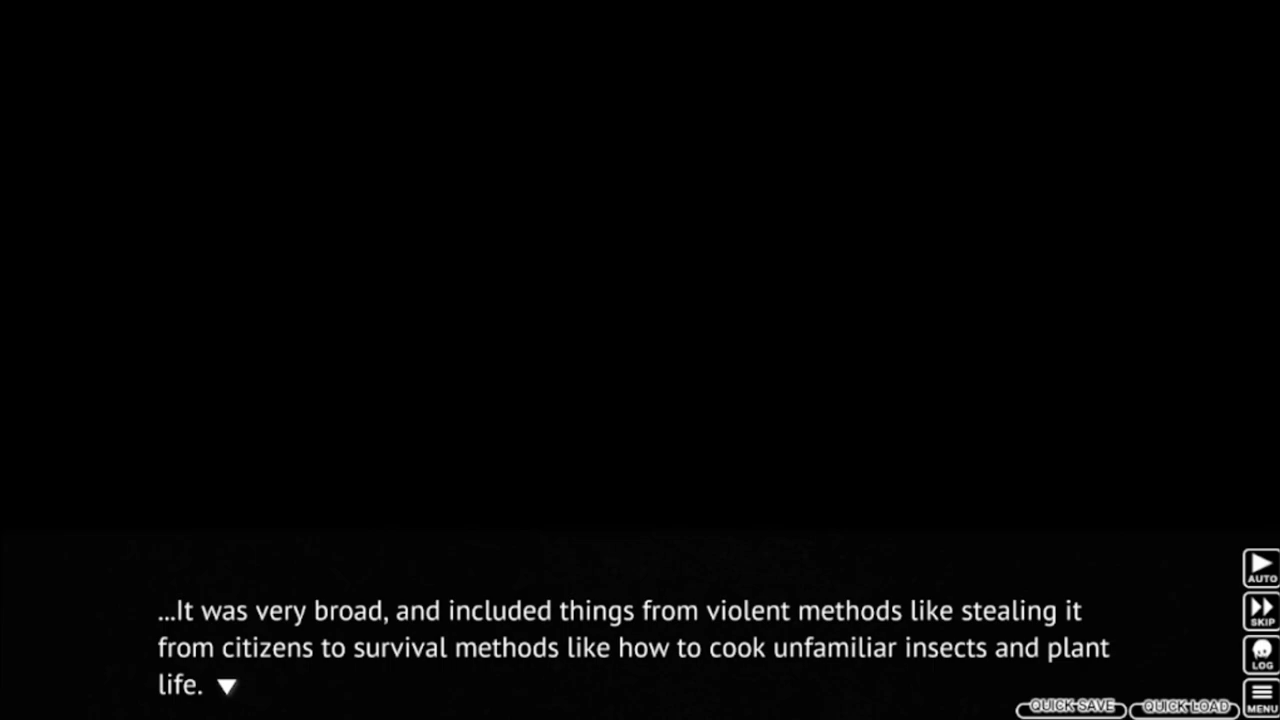 ...It was very broad, and included things from violent methods like stealing it
from citizens to survival methods like how to cook unfamiliar insects and plant
life.
AUTO
SKIP
LOG
MENU
QUICK SAVE
QUICK LOAD